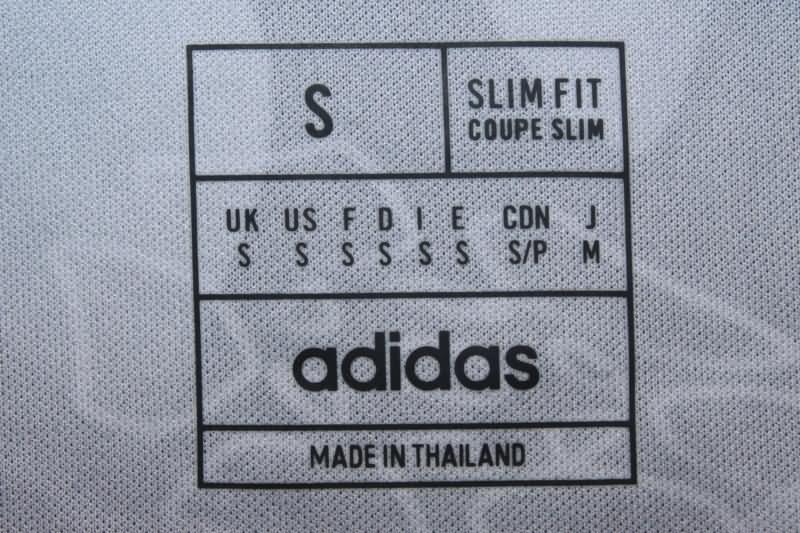 S
SLIM FIT
COUPE SLIM
UK US F D I E CDN J
S S S S S S S/P M
adidas
MADE IN THAILAND